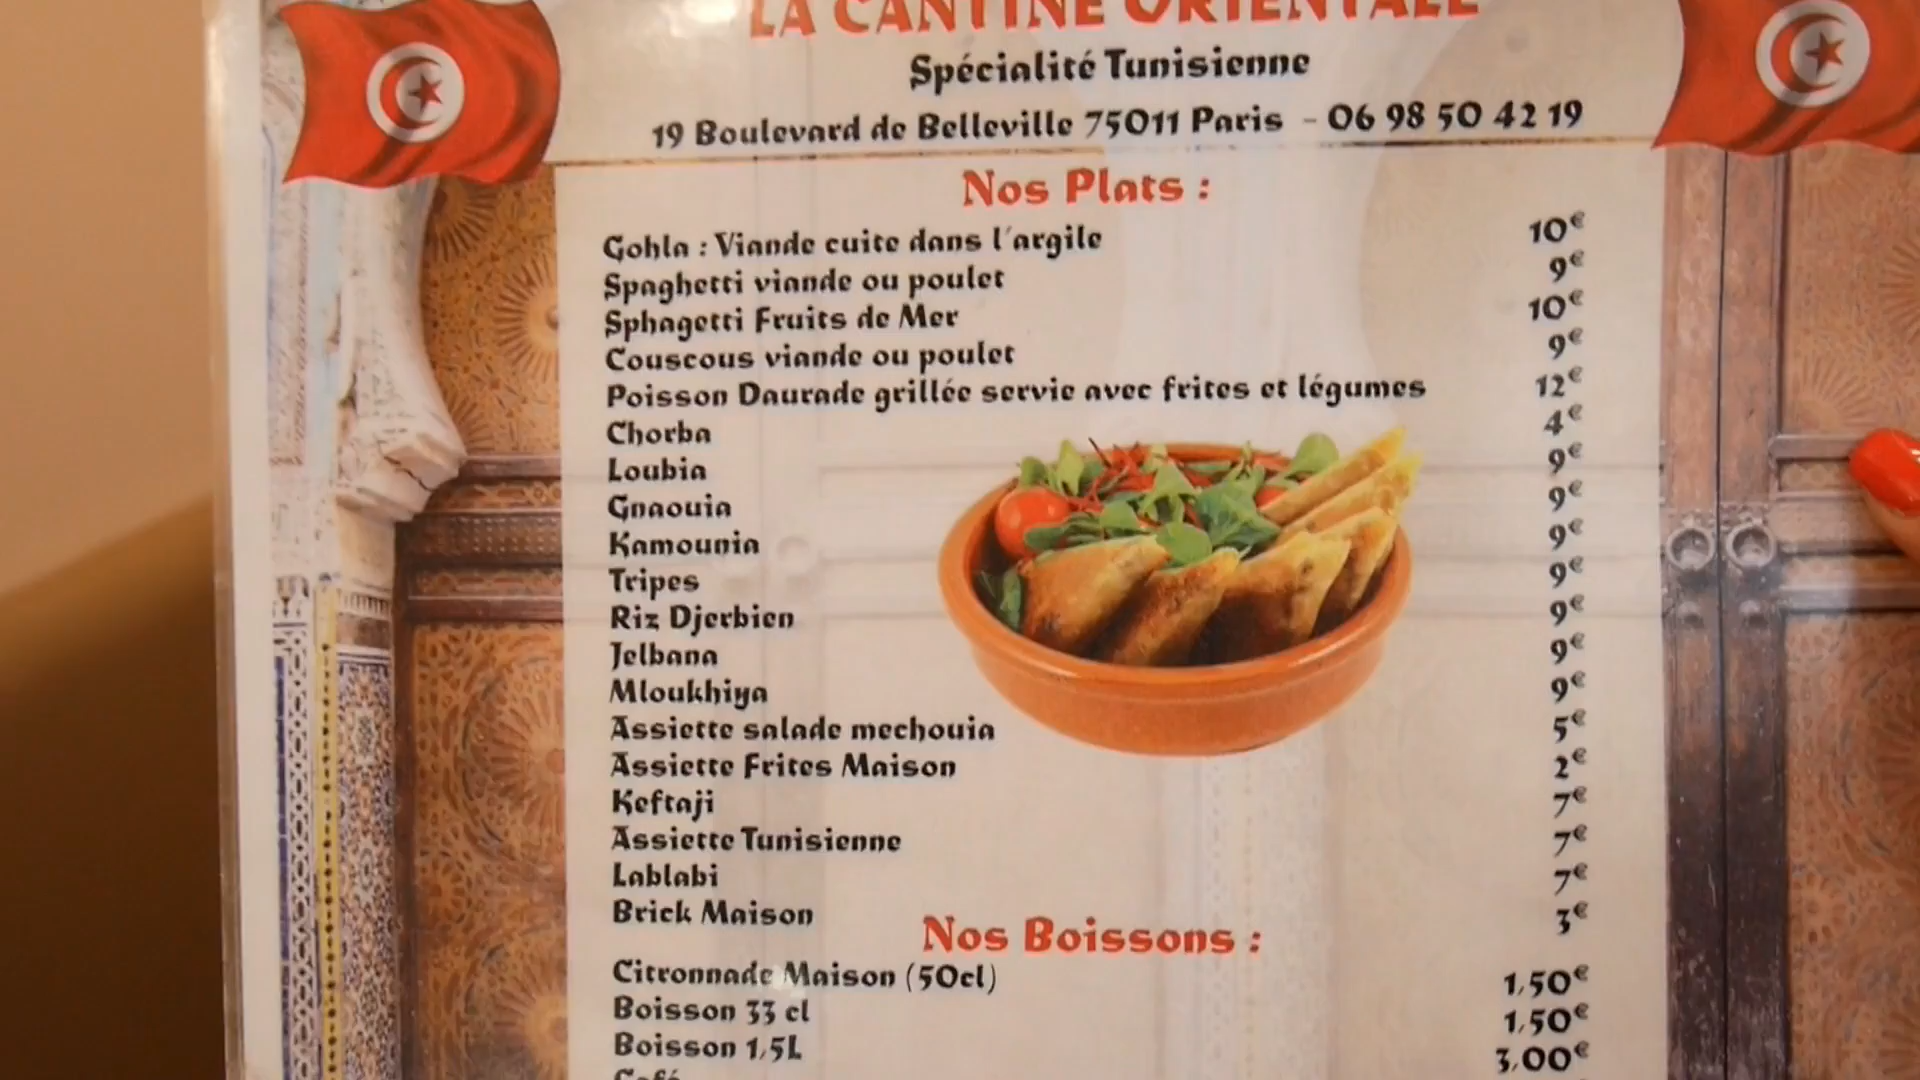 LA CANTINE ORIENTALE
Spécialité Tunisienne
19 Boulevard de Belleville 75011 Paris - 06 98 50 42 19
Nos Plats :
Gohla : Viande cuite dans l'argile 10€
Spaghetti viande ou poulet 9€
Sphagetti Fruits de Mer 10€
Couscous viande ou poulet 9€
Poisson Daurade grillée servie avec frites et légumes 12€
Chorba 4€
Loubia 9€
Gnaouia 9€
Kamounia 9€
Tripes 9€
Riz Djerbien 9€
Jelbana 9€
Mloukhiya 9€
Assiette salade mechouia 5€
Assiette Frites Maison 2€
Keftaji 7€
Assiette Tunisienne 7€
Lablabi 7€
Brick Maison 3€
Nos Boissons :
Citronnade Maison (50cl) 1,50€
Boisson 33 cl 1,50€
Boisson 1,5L 3,00€
Café